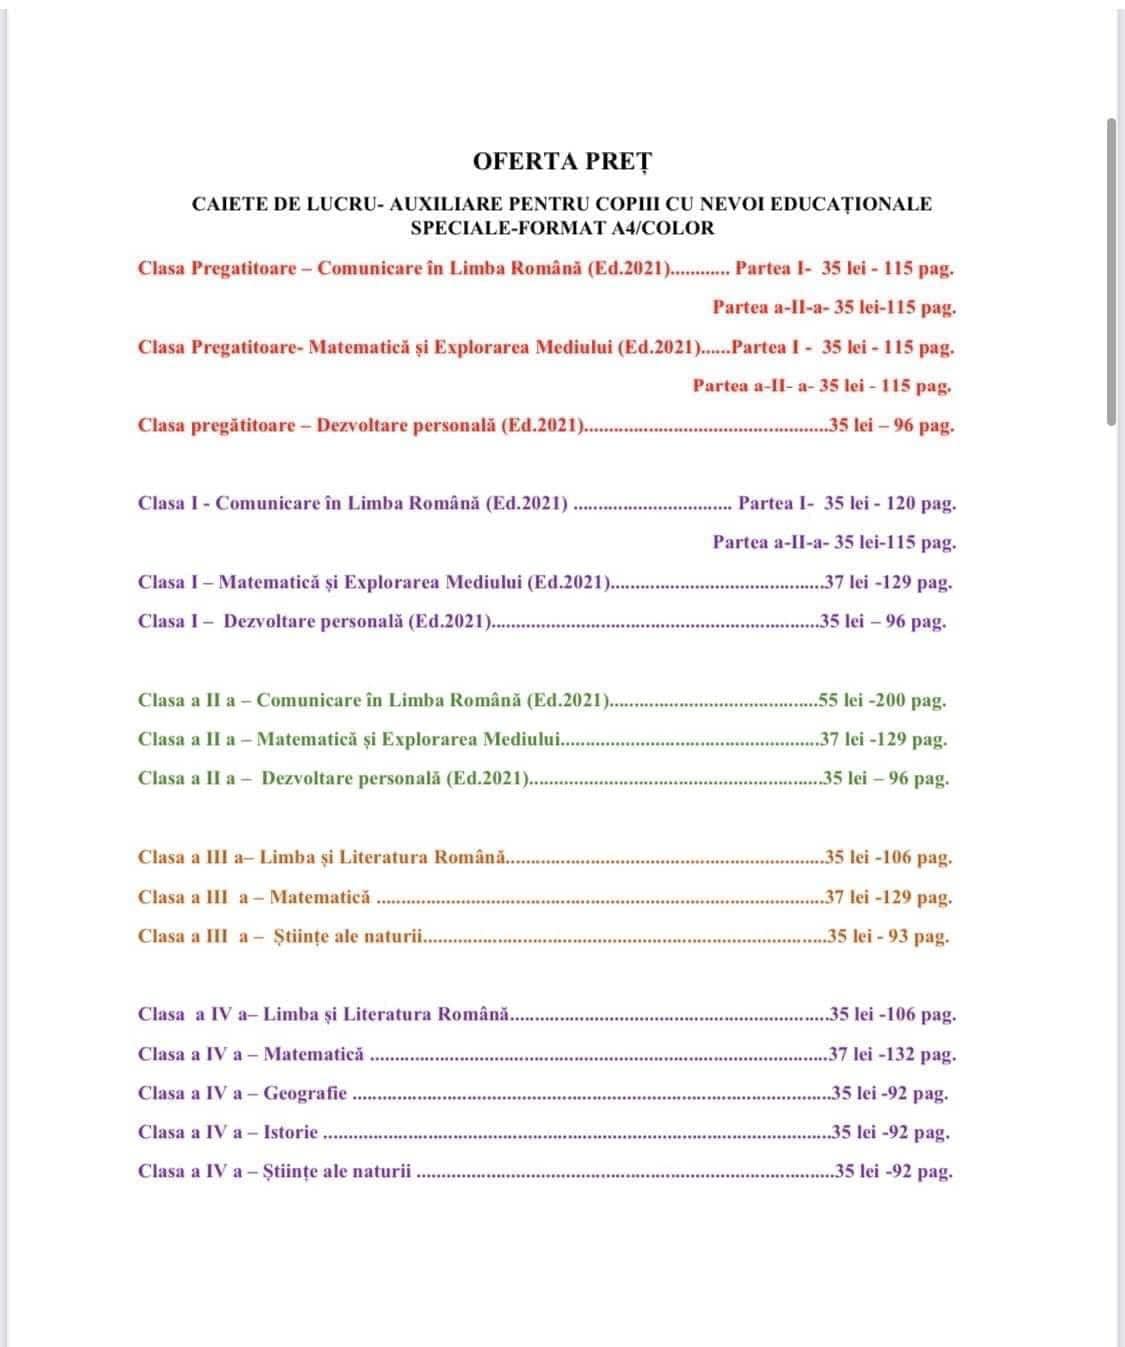 OFERTA PREȚ
CAIETE DE LUCRU- AUXILIARE PENTRU COPIII CU NEVOI EDUCAȚIONALE
SPECIALE-FORMAT A4/COLOR
Clasa Pregatitoare – Comunicare în Limba Română (Ed.2021)............ Partea I-  35 lei - 115 pag.
Partea a-II-a- 35 lei-115 pag.
Clasa Pregatitoare- Matematică și Explorarea Mediului (Ed.2021)......Partea I -  35 lei - 115 pag.
Partea a-II- a- 35 lei - 115 pag.
Clasa pregătitoare – Dezvoltare personală (Ed.2021).................................................35 lei – 96 pag.
Clasa I - Comunicare în Limba Română (Ed.2021) ................................ Partea I-  35 lei - 120 pag.
Partea a-II-a- 35 lei-115 pag.
Clasa I – Matematică și Explorarea Mediului (Ed.2021)...........................................37 lei -129 pag.
Clasa I –  Dezvoltare personală (Ed.2021)..................................................................35 lei – 96 pag.
Clasa a II a – Comunicare în Limba Română (Ed.2021)..........................................55 lei -200 pag.
Clasa a II a – Matematică și Explorarea Mediului....................................................37 lei -129 pag.
Clasa a II a –  Dezvoltare personală (Ed.2021)...........................................................35 lei – 96 pag.
Clasa a III a– Limba și Literatura Română................................................................35 lei -106 pag.
Clasa a III  a – Matematică ..........................................................................................37 lei -129 pag.
Clasa a III  a –  Științe ale naturii.................................................................................35 lei - 93 pag.
Clasa  a IV a– Limba și Literatura Română................................................................35 lei -106 pag.
Clasa a IV a – Matematică ............................................................................................37 lei -132 pag.
Clasa a IV a – Geografie ................................................................................................35 lei -92 pag.
Clasa a IV a – Istorie ......................................................................................................35 lei -92 pag.
Clasa a IV a – Științe ale naturii ....................................................................................35 lei -92 pag.